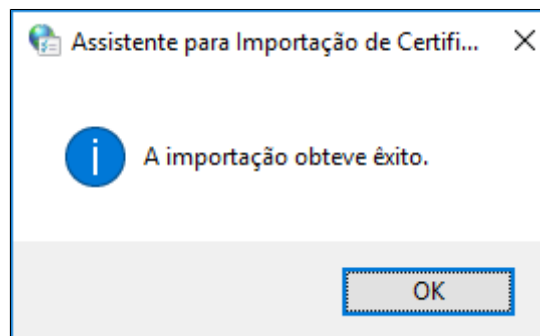 Assistente para Importação de Certifi...
A importação obteve êxito.
OK